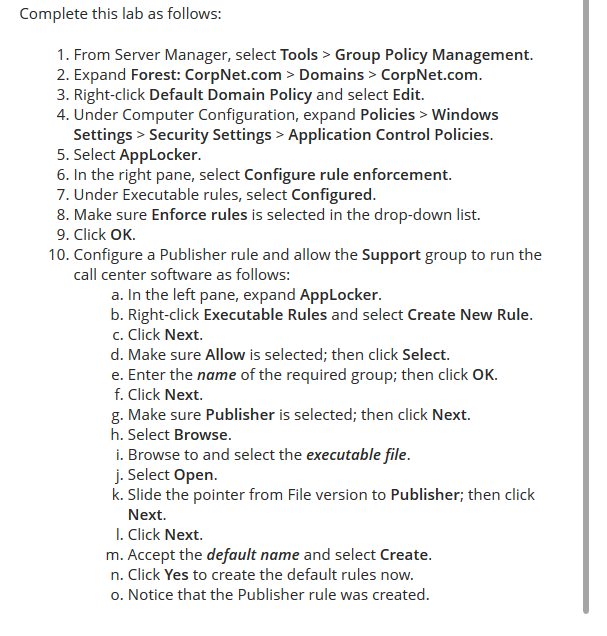 Complete this lab as follows:
1. From Server Manager, select Tools > Group Policy Management.
2. Expand Forest: CorpNet.com > Domains > CorpNet.com.
3. Right-click Default Domain Policy and select Edit.
4. Under Computer Configuration, expand Policies > Windows
Settings > Security Settings > Application Control Policies.
5. Select AppLocker.
6. In the right pane, select Configure rule enforcement.
7. Under Executable rules, select Configured.
8. Make sure Enforce rules is selected in the drop-down list.
9. Click OK.
10. Configure a Publisher rule and allow the Support group to run the
call center software as follows:
a. In the left pane, expand AppLocker.
b. Right-click Executable Rules and select Create New Rule.
c. Click Next.
d. Make sure Allow is selected; then click Select.
e. Enter the name of the required group; then click OK.
f. Click Next.
g. Make sure Publisher is selected; then click Next.
h. Select Browse.
i. Browse to and select the executable file.
j. Select Open.
k. Slide the pointer from File version to Publisher; then click
Next.
l. Click Next.
m. Accept the default name and select Create.
n. Click Yes to create the default rules now.
o. Notice that the Publisher rule was created.